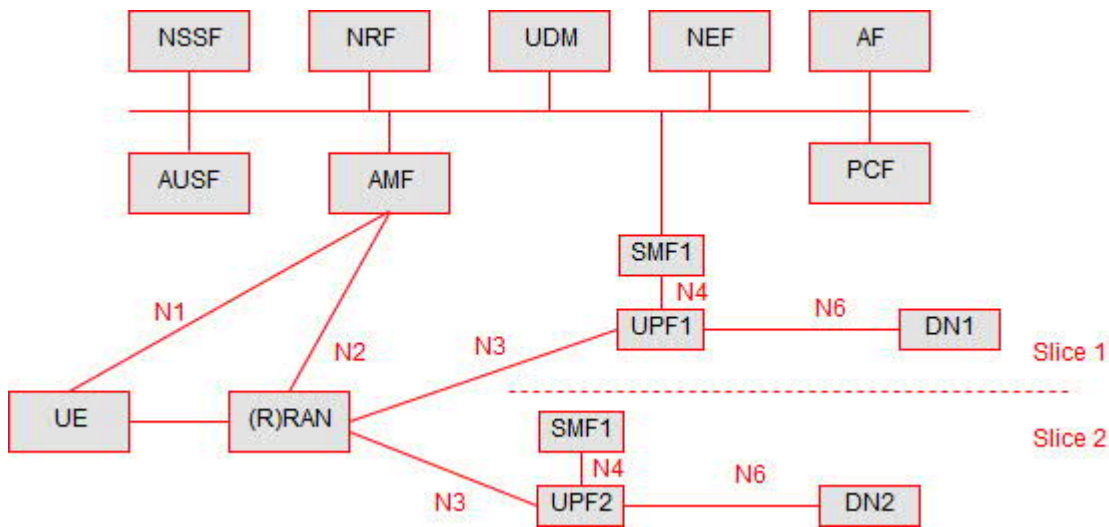 NSSF
NRF
UDM
NEF
AF
AUSF
AMF
PCF
SMF1
N4
N1
N6
UPF1
DN1
N2
N3
Slice 1
UE
(R)RAN
SMF1
Slice 2
N4
N6
N3
UPF2
DN2